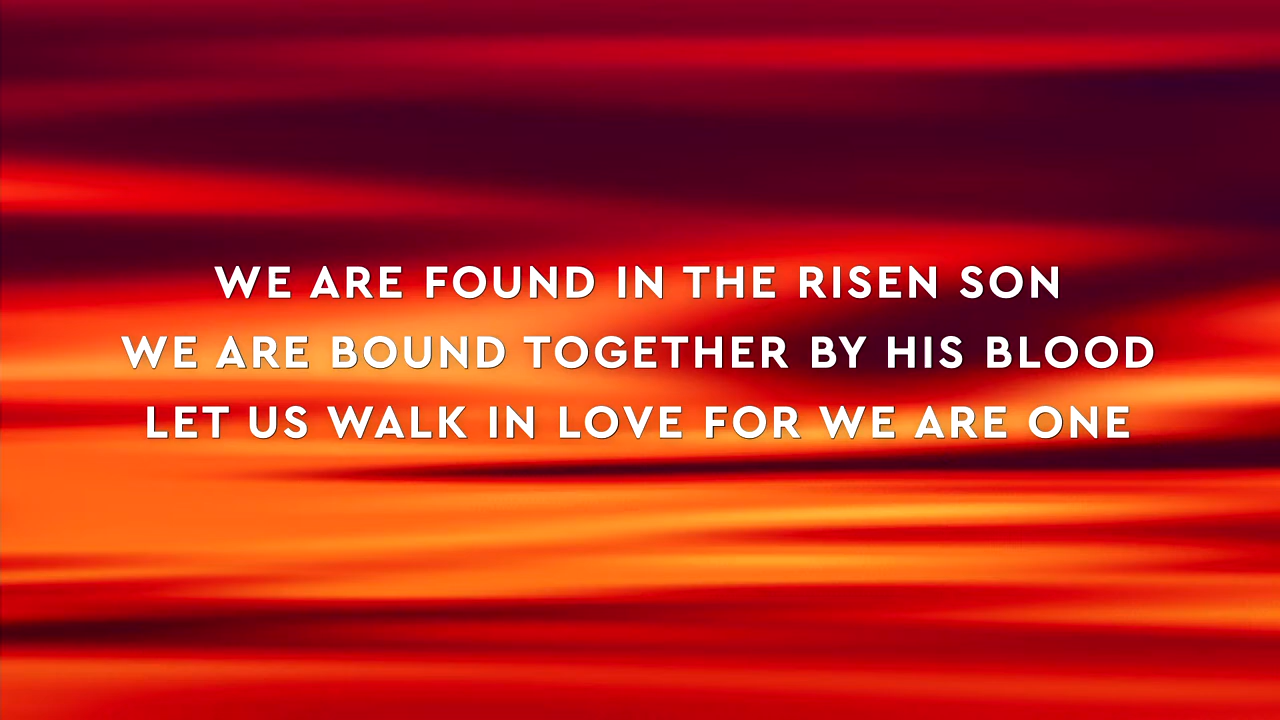 WE ARE FOUND IN THE RISEN SON
WE ARE BOUND TOGETHER BY HIS BLOOD
LET US WALK IN LOVE FOR WE ARE ONE